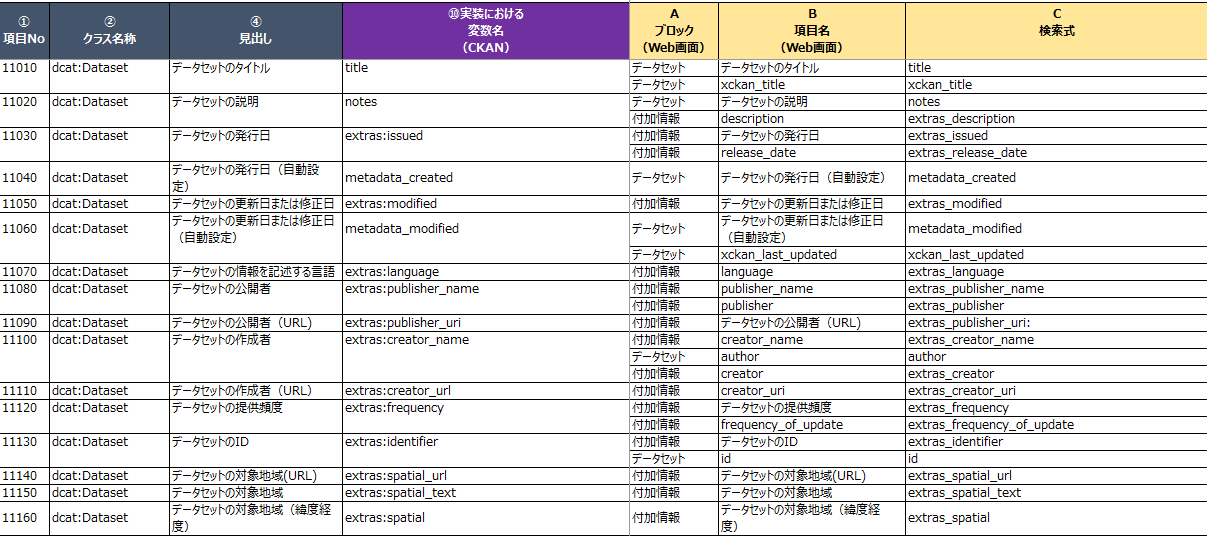 ①
項目No
②
クラス名称
④
見出し
⑩実装における
変数名
(CKAN)
A
ブロック
(Web画面)
B
項目名
(Web画面)
C
検索式
11010 dcat:Dataset データセットのタイトル title データセット データセットのタイトル title
データセット xckan_title xckan_title
11020 dcat:Dataset データセットの説明 notes データセット データセットの説明 notes
付加情報 description extras_description
11030 dcat:Dataset データセットの発行日 extras:issued 付加情報 データセットの発行日 extras_issued
付加情報 release_date extras_release_date
11040 dcat:Dataset データセットの発行日（自動設
定） metadata_created データセット データセットの発行日（自動設定） metadata_created
11050 dcat:Dataset データセットの更新日または修正日 extras:modified 付加情報 データセットの更新日または修正日 extras_modified
11060 dcat:Dataset データセットの更新日または修正日
（自動設定） metadata_modified データセット データセットの更新日または修正日
（自動設定） metadata_modified
データセット xckan_last_updated xckan_last_updated
11070 dcat:Dataset データセットの情報を記述する言語 extras:language 付加情報 language extras_language
11080 dcat:Dataset データセットの公開者 extras:publisher_name 付加情報 publisher_name extras_publisher_name
付加情報 publisher extras_publisher
11090 dcat:Dataset データセットの公開者（URL) extras:publisher_uri 付加情報 データセットの公開者（URL) extras_publisher_uri:
11100 dcat:Dataset データセットの作成者 extras:creator_name 付加情報 creator_name extras_creator_name
データセット author author
付加情報 creator extras_creator
11110 dcat:Dataset データセットの作成者（URL) extras:creator_url 付加情報 creator_uri extras_creator_uri
11120 dcat:Dataset データセットの提供頻度 extras:frequency 付加情報 データセットの提供頻度 extras_frequency
付加情報 frequency_of_update extras_frequency_of_update
11130 dcat:Dataset データセットのID extras:identifier 付加情報 データセットのID extras_identifier
データセット id id
11140 dcat:Dataset データセットの対象地域(URL) extras:spatial_url 付加情報 データセットの対象地域(URL) extras_spatial_url
11150 dcat:Dataset データセットの対象地域 extras:spatial_text 付加情報 データセットの対象地域 extras_spatial_text
11160 dcat:Dataset データセットの対象地域（緯度経
度） extras:spatial 付加情報 データセットの対象地域（緯度経
度） extras_spatial